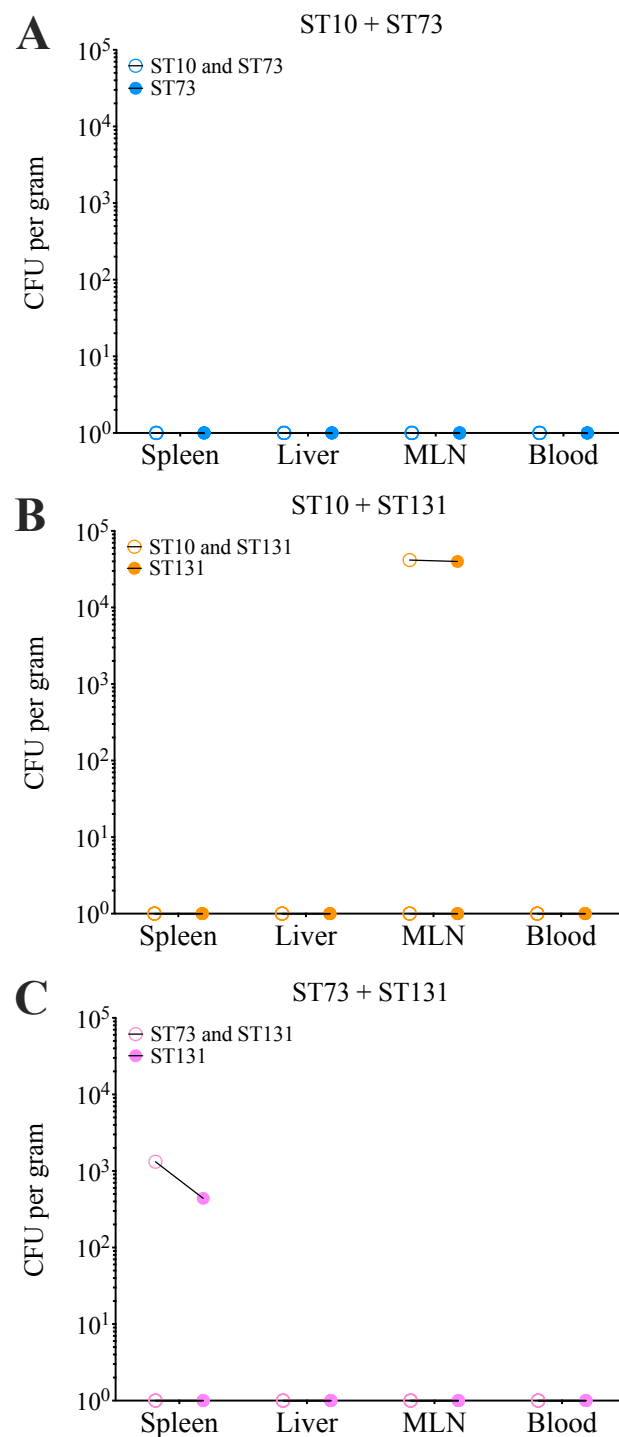 A
ST10 + ST73
CFU per gram
10^5
10^4
10^3
10^2
10^1
10^0
ST10 and ST73
ST73
Spleen Liver MLN Blood
B
ST10 + ST131
CFU per gram
10^5
10^4
10^3
10^2
10^1
10^0
ST10 and ST131
ST131
Spleen Liver MLN Blood
C
ST73 + ST131
CFU per gram
10^5
10^4
10^3
10^2
10^1
10^0
ST73 and ST131
ST131
Spleen Liver MLN Blood